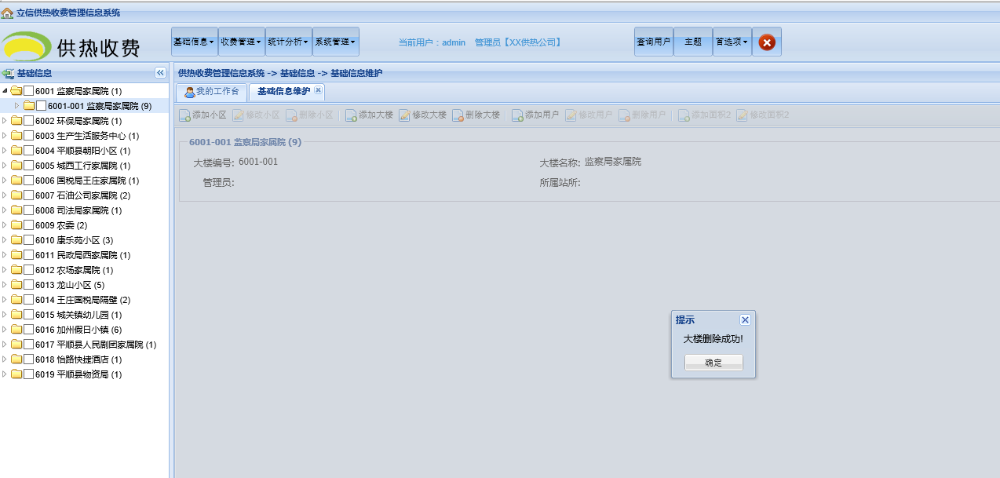 立信供热收费管理信息系统
供热收费
基础信息 收费管理 统计分析 系统管理
当前用户：admin 管理员【XX供热公司】
查询用户 主题 首选项
基础信息
供热收费管理信息系统 -> 基础信息 -> 基础信息维护
我的工作台 基础信息维护
添加小区 修改小区 删除小区 添加大楼 修改大楼 删除大楼 添加用户 修改用户 删除用户 添加面积2 修改面积2
6001 监察局家属院 (1)
6001-001 监察局家属院 (9)
6002 环保局家属院 (1)
6003 生产生活服务中心 (1)
6004 平顺县朝阳小区 (1)
6005 城西工行家属院 (1)
6006 国税局王庄家属院 (1)
6007 石油公司家属院 (2)
6008 司法局家属院 (1)
6009 农委 (2)
6010 康乐苑小区 (3)
6011 民政局西家属院 (1)
6012 农场家属院 (1)
6013 龙山小区 (5)
6014 王庄国税局隔壁 (2)
6015 城关镇幼儿园 (1)
6016 加州假日小镇 (6)
6017 平顺县人民剧团家属院 (1)
6018 怡路快捷酒店 (1)
6019 平顺县物资局 (1)
6001-001 监察局家属院 (9)
大楼编号: 6001-001 大楼名称: 监察局家属院
管理员: 所属站所:
提示
大楼删除成功!
确定